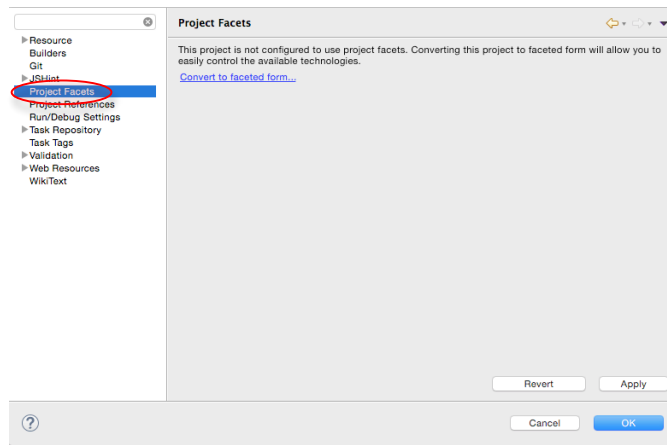 Project Facets
Resource
Builders
Git
JSHint
Project Facets
Project References
Run/Debug Settings
Task Repository
Task Tags
Validation
Web Resources
WikiText
This project is not configured to use project facets. Converting this project to faceted form will allow you to
easily control the available technologies.
Convert to faceted form...
Revert
Apply
?
Cancel
OK